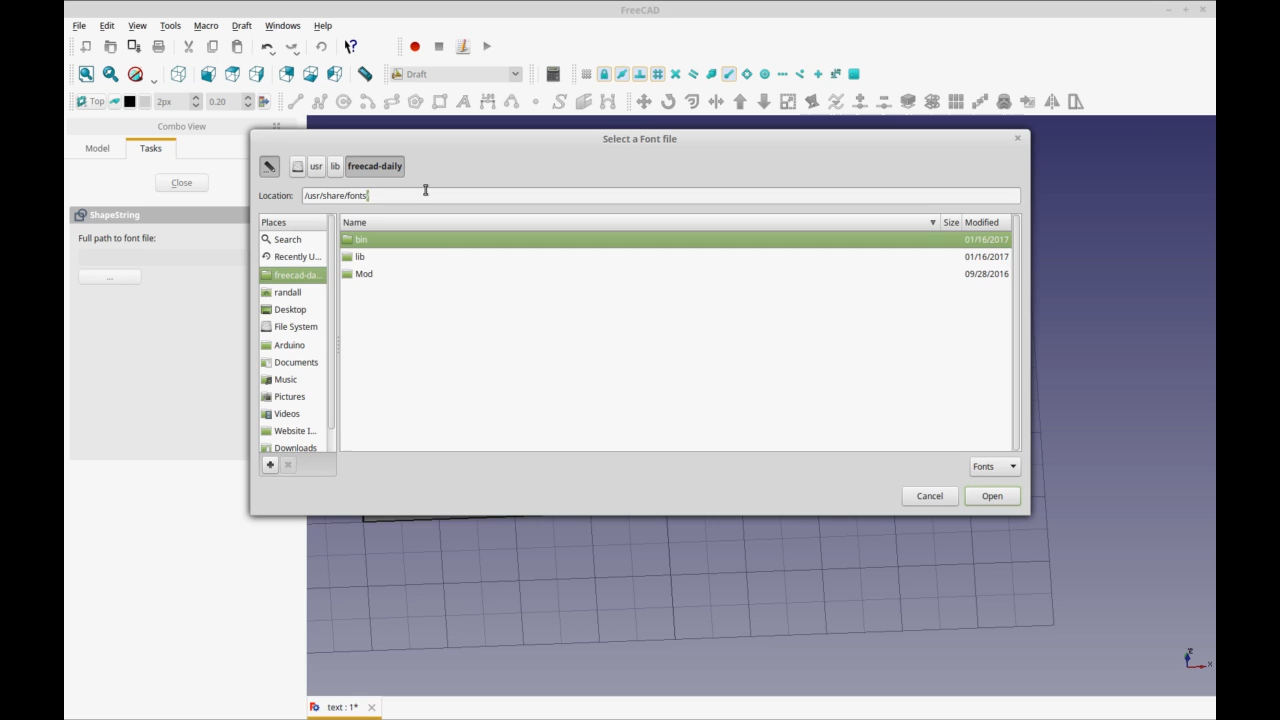 FreeCAD
File Edit View Tools Macro Draft Windows Help
Draft
Top 2px 0.20
Combo View
Select a Font file
Model Tasks
usr lib freecad-daily
Close
Location: /usr/share/fonts/
ShapeString
Places Name Size Modified
Full path to font file:
Search bin 01/16/2017
Recently U... lib 01/16/2017
... freecad-da... Mod 09/28/2016
randall
Desktop
File System
Arduino
Documents
Music
Pictures
Videos
Website I...
Downloads
Fonts
Cancel Open
text : 1*